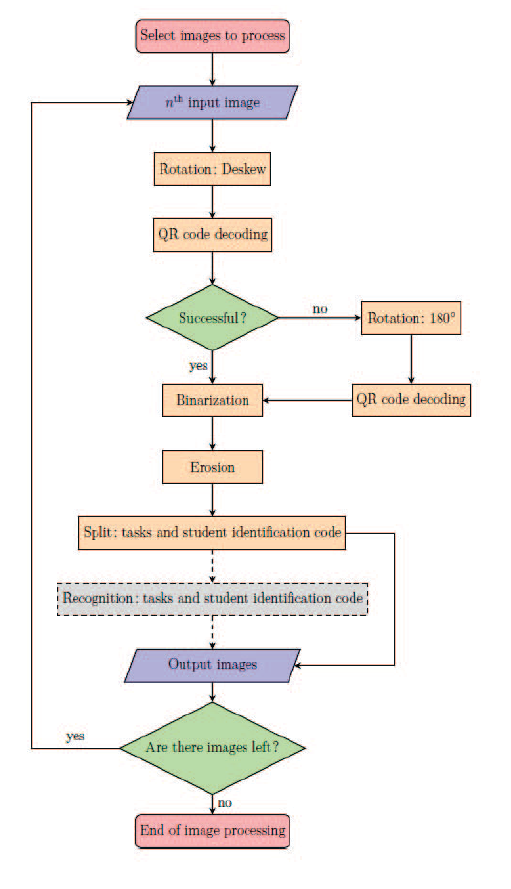 Select images to process
nth input image
Rotation: Deskew
QR code decoding
Successful?
no
Rotation: 180°
yes
Binarization
QR code decoding
Erosion
Split: tasks and student identification code
Recognition: tasks and student identification code
Output images
yes
Are there images left?
no
End of image processing